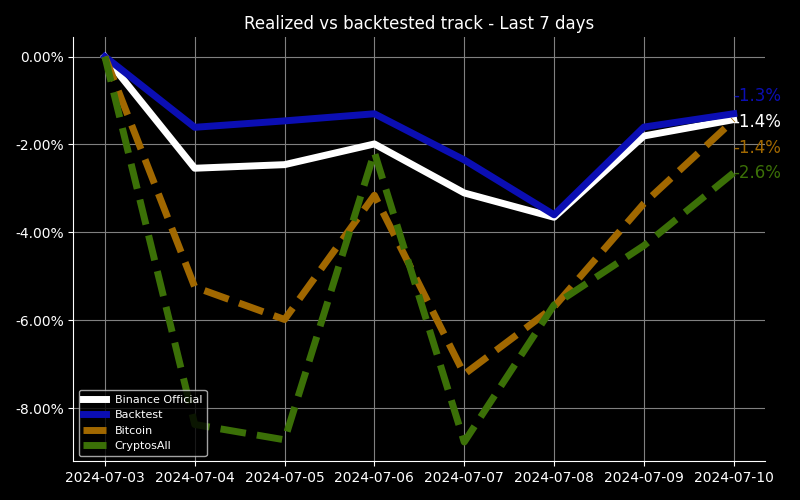 Realized vs backtested track - Last 7 days
0.00%
-2.00%
-4.00%
-6.00%
-8.00%
-1.3%
-1.4%
-1.4%
-2.6%
Binance Official
Backtest
Bitcoin
CryptosAll
2024-07-03 2024-07-04 2024-07-05 2024-07-06 2024-07-07 2024-07-08 2024-07-09 2024-07-10